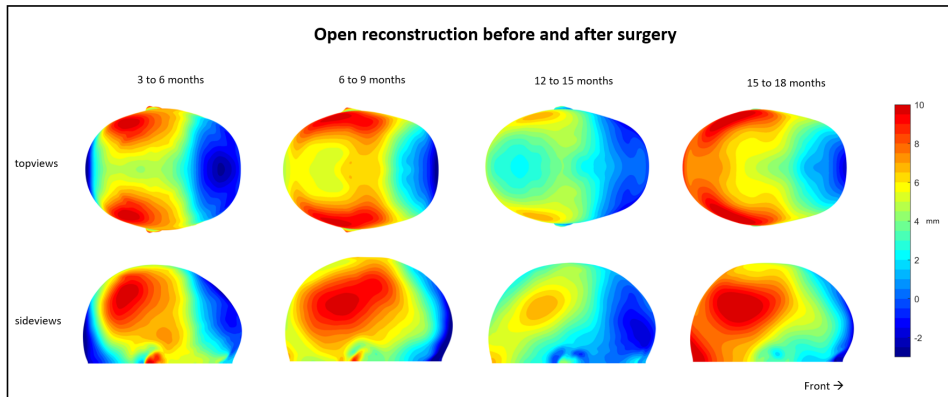 Open reconstruction before and after surgery
3 to 6 months
6 to 9 months
12 to 15 months
15 to 18 months
topviews
sideviews
10
8
6
4
mm
2
0
-2
Front →